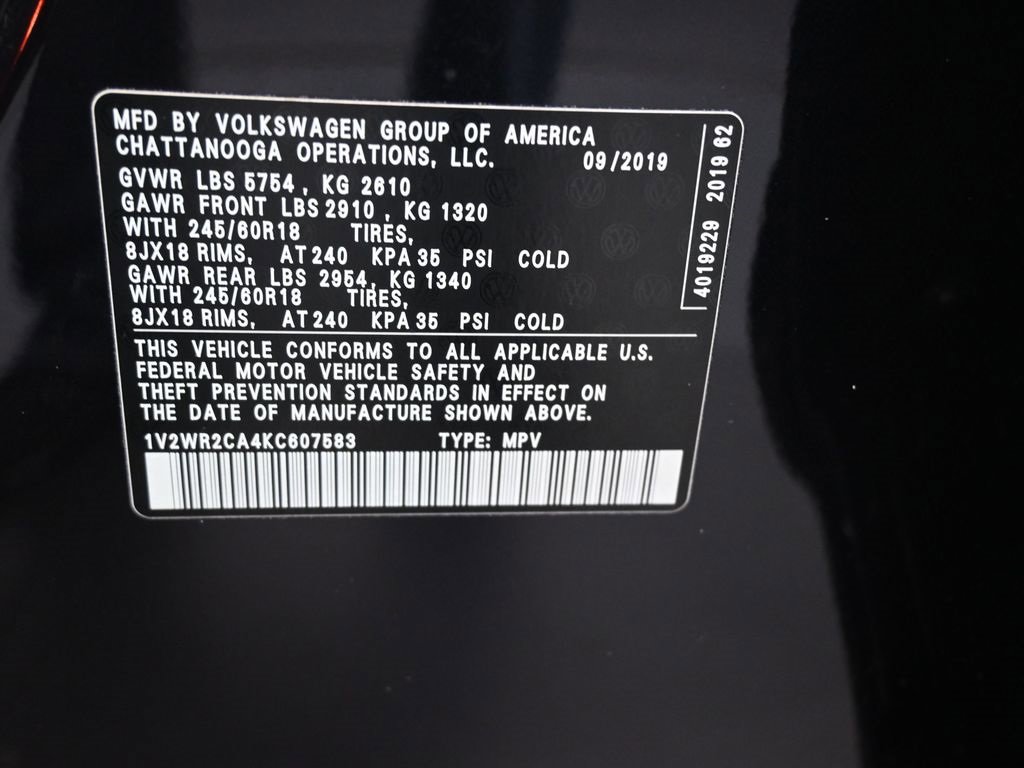 MFD BY VOLKSWAGEN GROUP OF AMERICA
CHATTANOOGA OPERATIONS, LLC. 09/2019
GVWR LBS 5754, KG 2610
GAWR FRONT LBS 2910, KG 1320
WITH 245/60R18 TIRES,
8JX18 RIMS, AT 240 KPA 35 PSI COLD
GAWR REAR LBS 2954, KG 1340
WITH 245/60R18 TIRES,
8JX18 RIMS, AT 240 KPA 35 PSI COLD
THIS VEHICLE CONFORMS TO ALL APPLICABLE U.S.
FEDERAL MOTOR VEHICLE SAFETY AND
THEFT PREVENTION STANDARDS IN EFFECT ON
THE DATE OF MANUFACTURE SHOWN ABOVE.
1V2WR2CA4KC607583 TYPE: MPV
4019229 2019 62